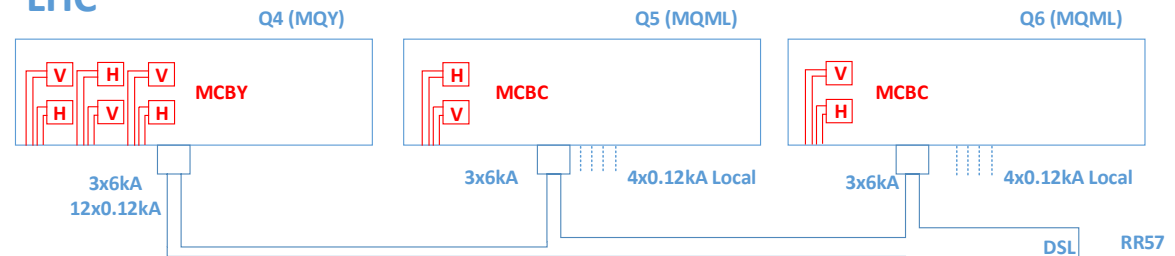 LHC
Q4 (MQY)
Q5 (MQML)
Q6 (MQML)
V H V
H V H
MCBY
H
V
MCBC
V
H
MCBC
3x6kA
12x0.12kA
3x6kA
4x0.12kA Local
3x6kA
4x0.12kA Local
DSL
RR57